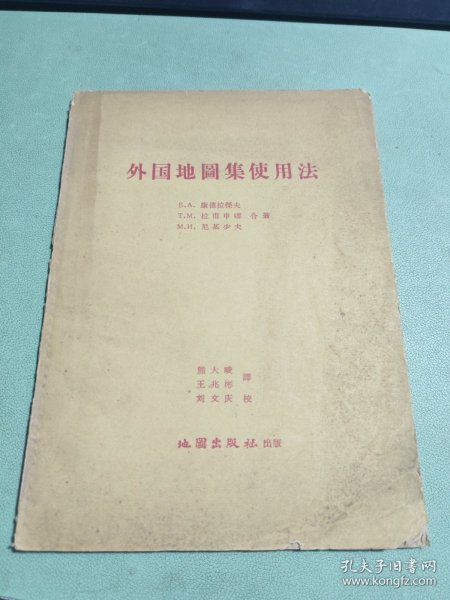 外国地圖集使用法
Б.А. 康德拉傑夫
Т.М. 拉甫申娜 合著
М.И. 尼基少夫
熊大 譯
王兆彬
刘文庆 校
地圖出版社 出版
孔夫子旧书网
www.kongfz.com